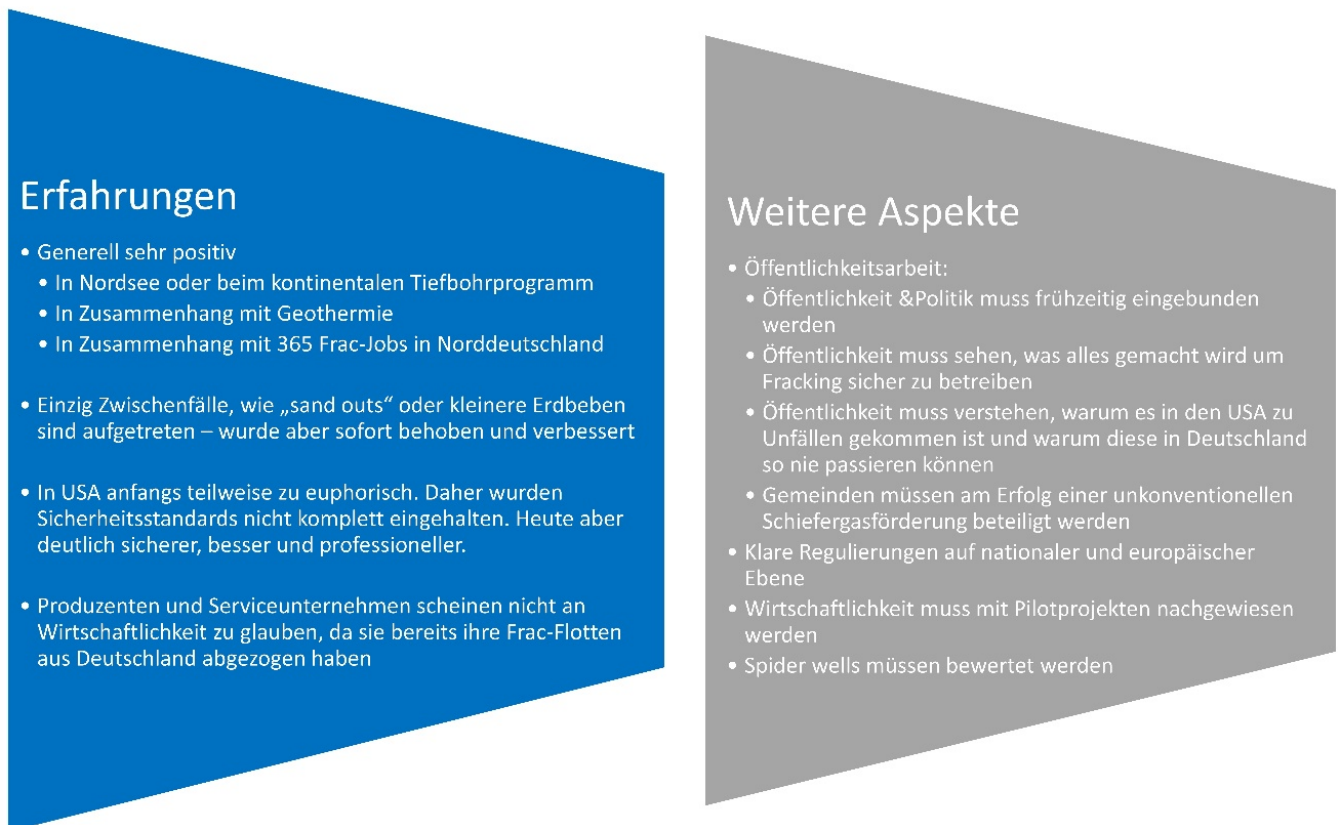 Erfahrungen
• Generell sehr positiv
• In Nordsee oder beim kontinentalen Tiefbohrprogramm
• In Zusammenhang mit Geothermie
• In Zusammenhang mit 365 Frac-Jobs in Norddeutschland
• Einzig Zwischenfälle, wie „sand outs“ oder kleinere Erdbeben
sind aufgetreten – wurde aber sofort behoben und verbessert
• In USA anfangs teilweise zu euphorisch. Daher wurden
Sicherheitsstandards nicht komplett eingehalten. Heute aber
deutlich sicherer, besser und professioneller.
• Produzenten und Serviceunternehmen scheinen nicht an
Wirtschaftlichkeit zu glauben, da sie bereits ihre Frac-Flotten
aus Deutschland abgezogen haben
Weitere Aspekte
• Öffentlichkeitsarbeit:
• Öffentlichkeit &Politik muss frühzeitig eingebunden
werden
• Öffentlichkeit muss sehen, was alles gemacht wird um
Fracking sicher zu betreiben
• Öffentlichkeit muss verstehen, warum es in den USA zu
Unfällen gekommen ist und warum diese in Deutschland
so nie passieren können
• Gemeinden müssen am Erfolg einer unkonventionellen
Schiefergasförderung beteiligt werden
• Klare Regulierungen auf nationaler und europäischer
Ebene
• Wirtschaftlichkeit muss mit Pilotprojekten nachgewiesen
werden
• Spider wells müssen bewertet werden